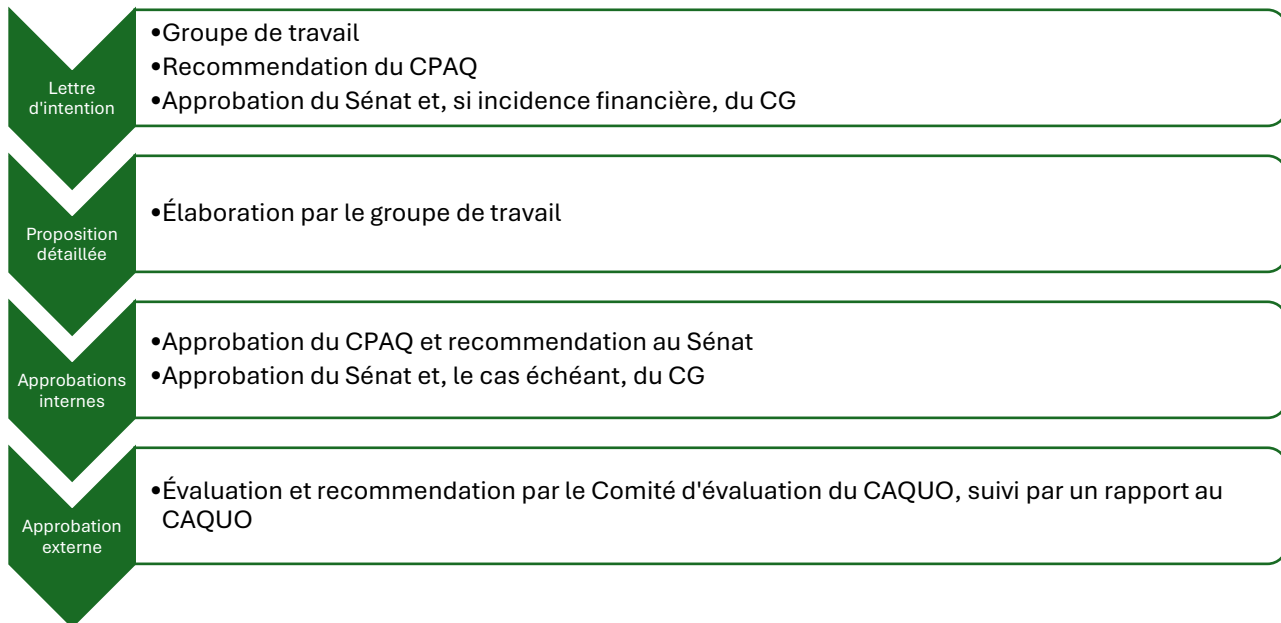 Lettre
d'intention
•Groupe de travail
•Recommendation du CPAQ
•Approbation du Sénat et, si incidence financière, du CG
Proposition
détaillée
•Élaboration par le groupe de travail
Approbations
internes
•Approbation du CPAQ et recommendation au Sénat
•Approbation du Sénat et, le cas échéant, du CG
Approbation
externe
•Évaluation et recommendation par le Comité d'évaluation du CAQUO, suivi par un rapport au
CAQUO